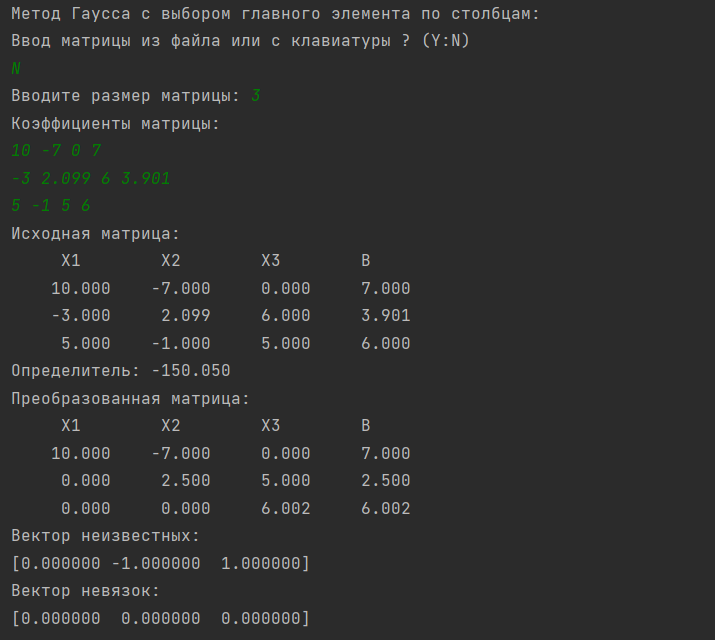 Метод Гаусса с выбором главного элемента по столбцам:
Ввод матрицы из файла или с клавиатуры ? (Y:N)
N
Вводите размер матрицы: 3
Коэффициенты матрицы:
10 -7 0 7
-3 2.099 6 3.901
5 -1 5 6
Исходная матрица:
X1 X2 X3 B
10.000 -7.000 0.000 7.000
-3.000 2.099 6.000 3.901
5.000 -1.000 5.000 6.000
Определитель: -150.050
Преобразованная матрица:
X1 X2 X3 B
10.000 -7.000 0.000 7.000
0.000 2.500 5.000 2.500
0.000 0.000 6.002 6.002
Вектор неизвестных:
[0.000000 -1.000000 1.000000]
Вектор невязок:
[0.000000 0.000000 0.000000]